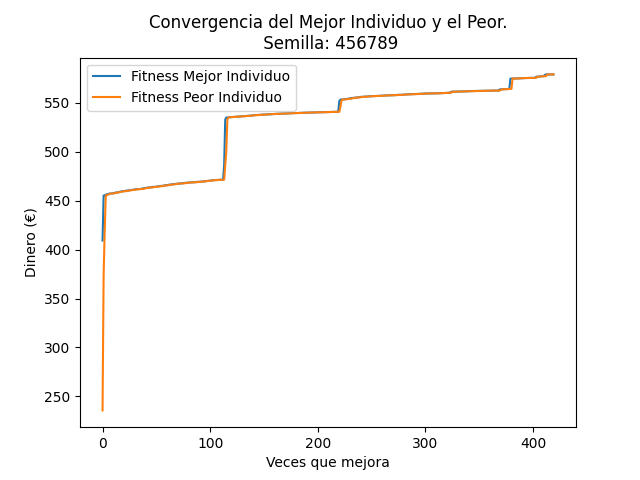 Convergencia del Mejor Individuo y el Peor.
Semilla: 456789
Fitness Mejor Individuo
Fitness Peor Individuo
Dinero (€)
550
500
450
400
350
300
250
0
100
200
300
400
Veces que mejora